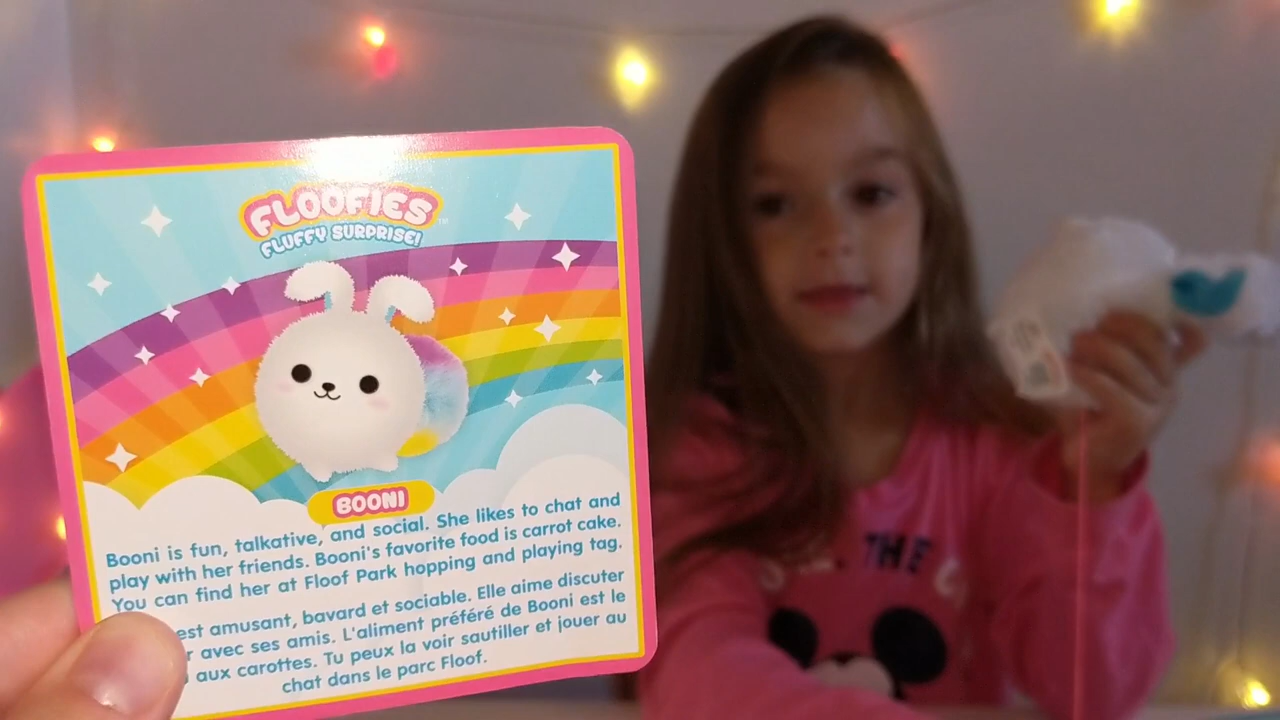 FLOOFIES™
FLUFFY SURPRISE!
BOONI
Booni is fun, talkative, and social. She likes to chat and
play with her friends. Booni's favorite food is carrot cake.
You can find her at Floof Park hopping and playing tag.
est amusant, bavard et sociable. Elle aime discuter
avec ses amis. L'aliment préféré de Booni est le
aux carottes. Tu peux la voir sautiller et jouer au
chat dans le parc Floof.
THE